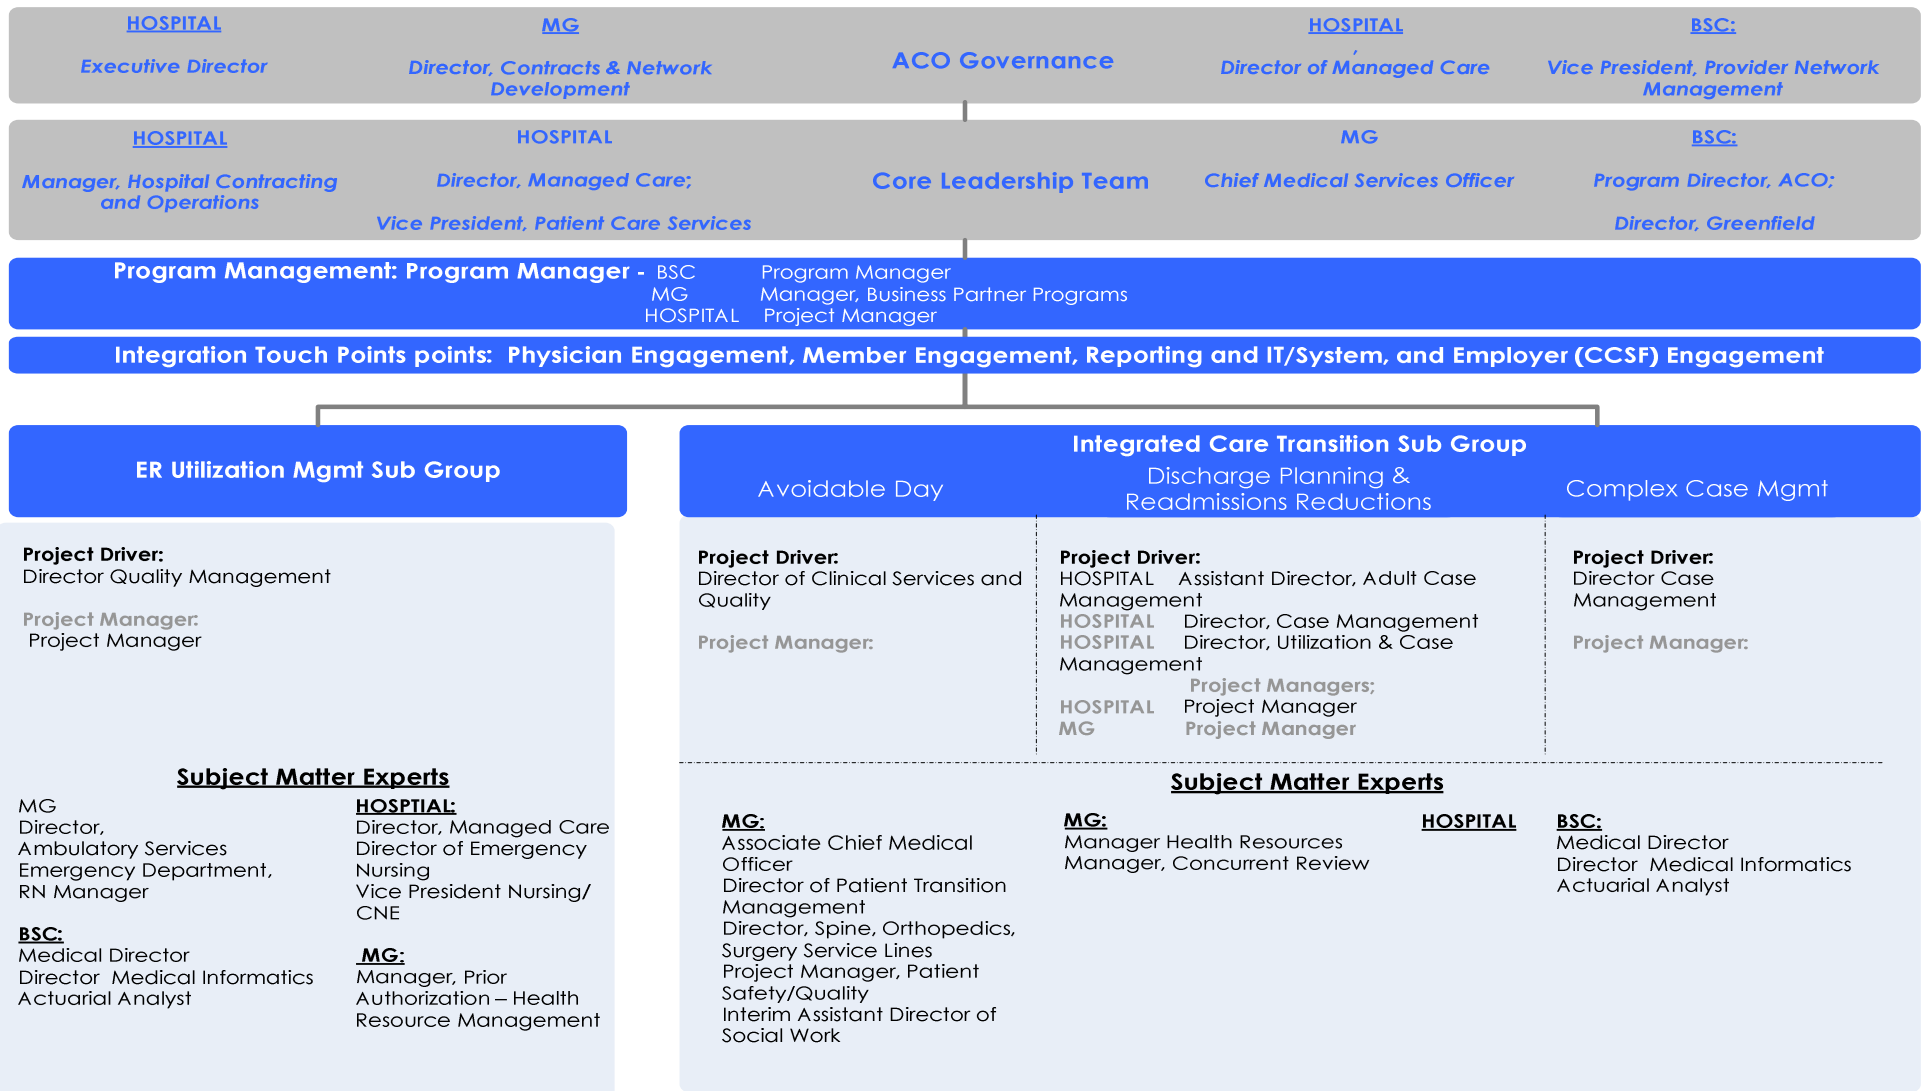 HOSPITAL
Executive Director
MG
Director, Contracts & Network
Development
ACO Governance
HOSPITAL
,
Director of Managed Care
BSC:
Vice President, Provider Network
Management
HOSPITAL
Manager, Hospital Contracting
and Operations
HOSPITAL
Director, Managed Care;
Vice President, Patient Care Services
Core Leadership Team
MG
Chief Medical Services Officer
BSC:
Program Director, ACO;
Director, Greenfield
Program Management: Program Manager - BSC Program Manager
MG Manager, Business Partner Programs
HOSPITAL Project Manager
Integration Touch Points points: Physician Engagement, Member Engagement, Reporting and IT/System, and Employer (CCSF) Engagement
ER Utilization Mgmt Sub Group
Project Driver:
Director Quality Management
Project Manager:
Project Manager
Subject Matter Experts
MG
Director,
Ambulatory Services
Emergency Department,
RN Manager
BSC:
Medical Director
Director Medical Informatics
Actuarial Analyst
HOSPTIAL:
Director, Managed Care
Director of Emergency
Nursing
Vice President Nursing/
CNE
MG:
Manager, Prior
Authorization – Health
Resource Management
Integrated Care Transition Sub Group
Avoidable Day
Discharge Planning &
Readmissions Reductions
Complex Case Mgmt
Project Driver:
Director of Clinical Services and
Quality
Project Manager:
Project Driver:
HOSPITAL Assistant Director, Adult Case
Management
HOSPITAL Director, Case Management
HOSPITAL Director, Utilization & Case
Management
Project Managers;
HOSPITAL Project Manager
MG Project Manager
Project Driver:
Director Case
Management
Project Manager:
Subject Matter Experts
MG:
Associate Chief Medical
Officer
Director of Patient Transition
Management
Director, Spine, Orthopedics,
Surgery Service Lines
Project Manager, Patient
Safety/Quality
Interim Assistant Director of
Social Work
MG:
Manager Health Resources
Manager, Concurrent Review
HOSPITAL
BSC:
Medical Director
Director Medical Informatics
Actuarial Analyst